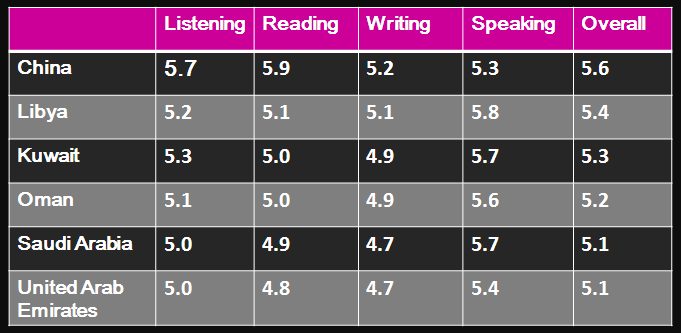 Listening Reading Writing Speaking Overall
China 5.7 5.9 5.2 5.3 5.6
Libya 5.2 5.1 5.1 5.8 5.4
Kuwait 5.3 5.0 4.9 5.7 5.3
Oman 5.1 5.0 4.9 5.6 5.2
Saudi Arabia 5.0 4.9 4.7 5.7 5.1
United Arab
Emirates 5.0 4.8 4.7 5.4 5.1